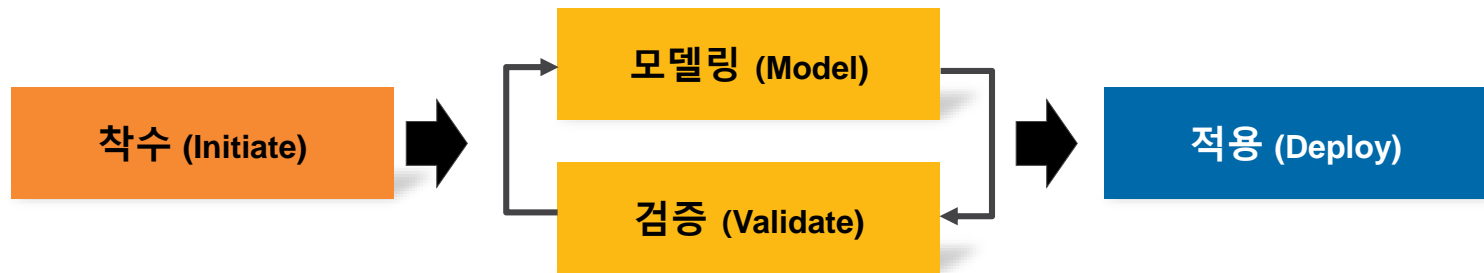 착수 (Initiate)
모델링 (Model)
검증 (Validate)
적용 (Deploy)